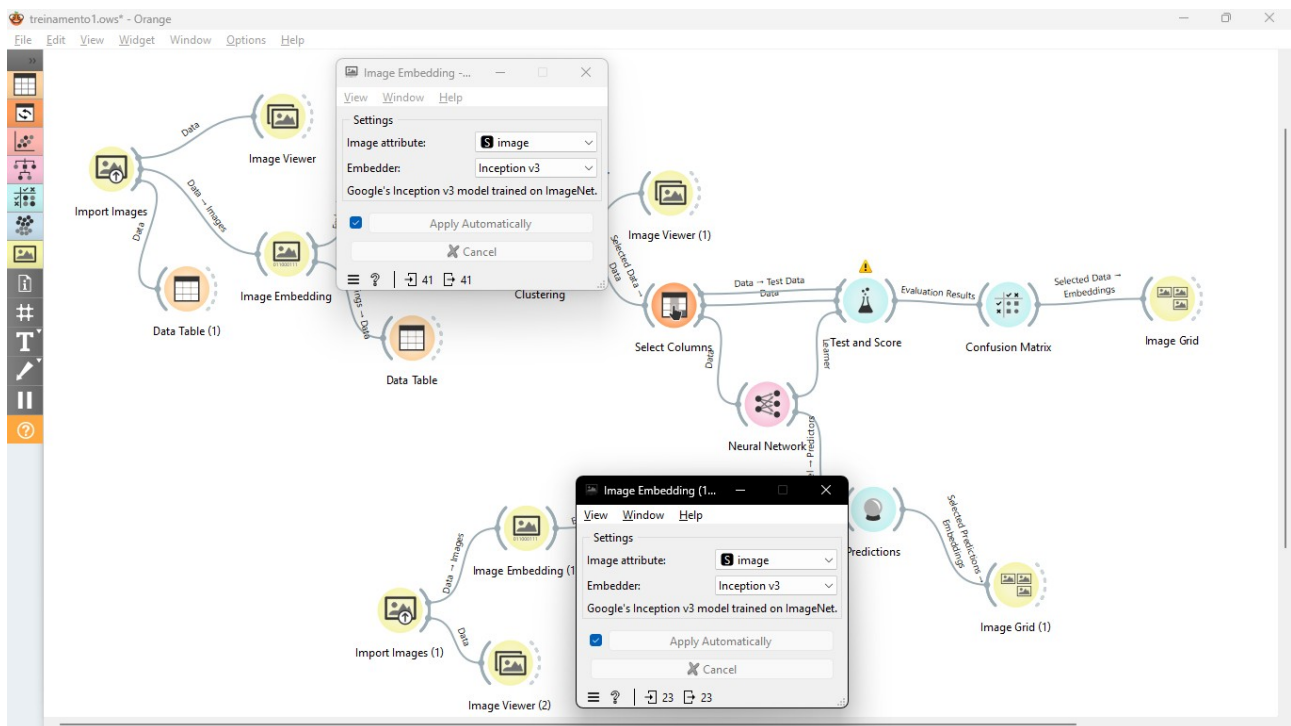 treinamento1.ows* - Orange
File Edit View Widget Window Options Help
Image Embedding -...
View Window Help
Settings
Image attribute: S image
Embedder: Inception v3
Google's Inception v3 model trained on ImageNet.
Apply Automatically
Cancel
41 41
Data
Image Viewer
Import Images
Data → Images
Data
Image Embedding
Data Table (1)
Data Table
Clustering
Image Viewer (1)
Selected Data →
Data
Select Columns
Data → Test Data
Data
Test and Score
Evaluation Results
Confusion Matrix
Selected Data →
Embeddings
Image Grid
Data
Learner
Neural Network
→ Predictors
Image Embedding (1...
View Window Help
Settings
Image attribute: S image
Embedder: Inception v3
Google's Inception v3 model trained on ImageNet.
Apply Automatically
Cancel
23 23
Predictions
Selected Predictions →
Embeddings
Image Grid (1)
Image Embedding (1
Data → Images
Import Images (1)
Data
Image Viewer (2)